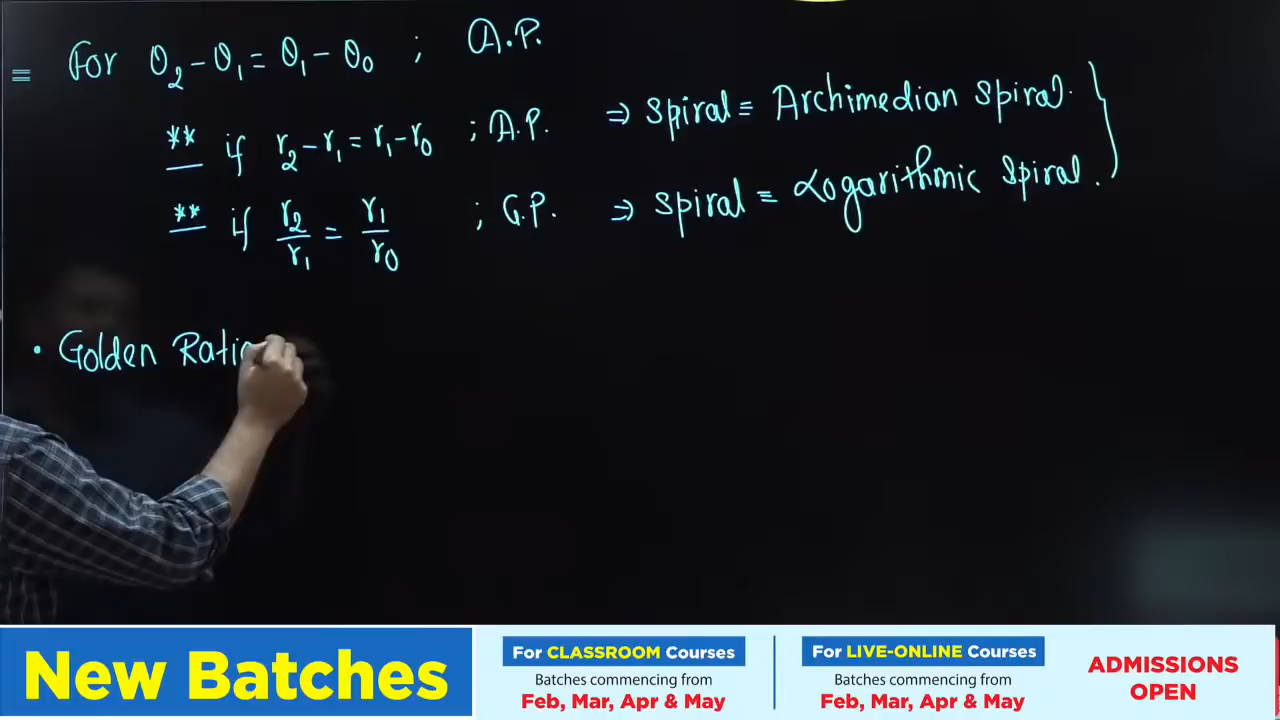 For θ₂ - θ₁ = θ₁ - θ₀ ; A.P.
** if r₂ - r₁ = r₁ - r₀ ; A.P. ⇒ Spiral ≡ Archimedian Spiral.
** if r₂/r₁ = r₁/r₀ ; G.P. ⇒ Spiral ≡ Logarithmic Spiral.
• Golden Ratio
New Batches
For CLASSROOM Courses
Batches commencing from
Feb, Mar, Apr & May
For LIVE-ONLINE Courses
Batches commencing from
Feb, Mar, Apr & May
ADMISSIONS
OPEN